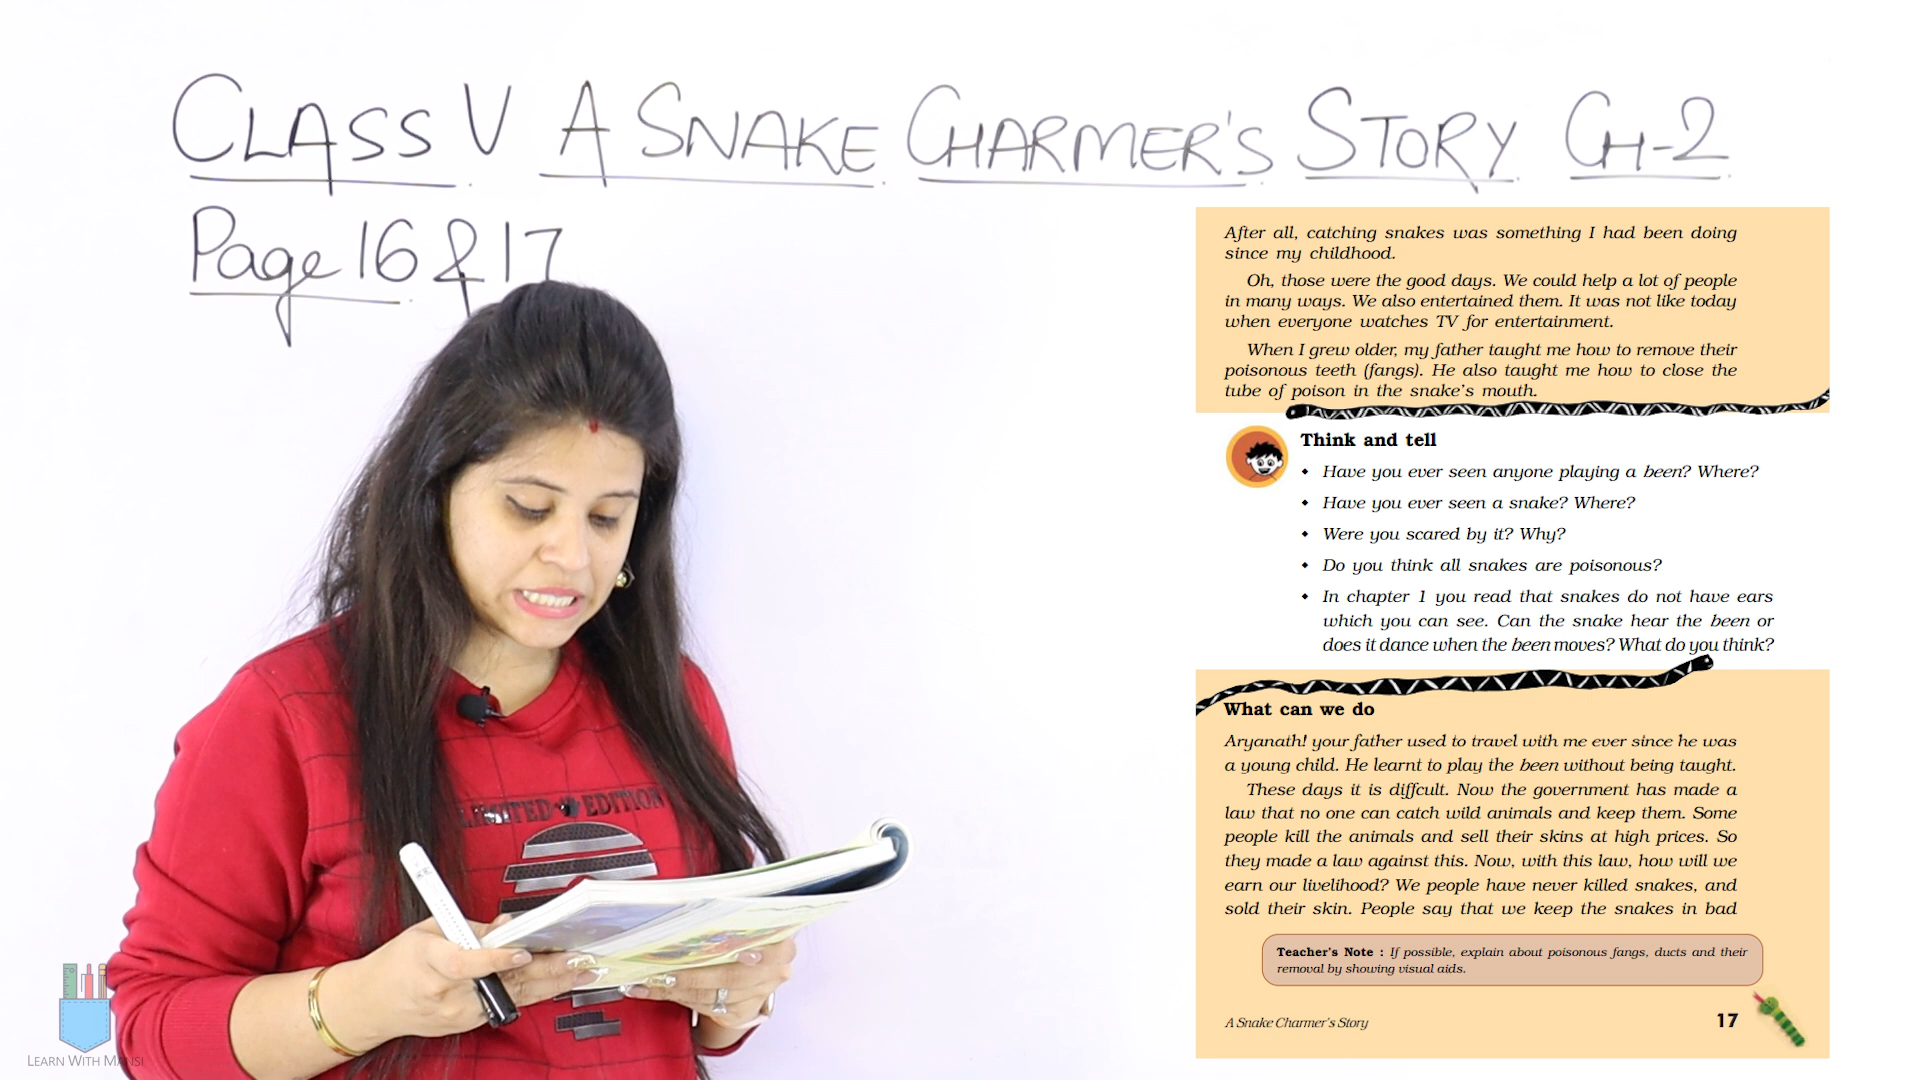 CLASS V A SNAKE CHARMER'S STORY CH-2
Page 16 & 17
After all, catching snakes was something I had been doing
since my childhood.
Oh, those were the good days. We could help a lot of people
in many ways. We also entertained them. It was not like today
when everyone watches TV for entertainment.
When I grew older, my father taught me how to remove their
poisonous teeth (fangs). He also taught me how to close the
tube of poison in the snake's mouth.
Think and tell
• Have you ever seen anyone playing a been? Where?
• Have you ever seen a snake? Where?
• Were you scared by it? Why?
• Do you think all snakes are poisonous?
• In chapter 1 you read that snakes do not have ears
which you can see. Can the snake hear the been or
does it dance when the been moves? What do you think?
What can we do
Aryanath! your father used to travel with me ever since he was
a young child. He learnt to play the been without being taught.
These days it is diffcult. Now the government has made a
law that no one can catch wild animals and keep them. Some
people kill the animals and sell their skins at high prices. So
they made a law against this. Now, with this law, how will we
earn our livelihood? We people have never killed snakes, and
sold their skin. People say that we keep the snakes in bad
Teacher's Note : If possible, explain about poisonous fangs, ducts and their
removal by showing visual aids.
A Snake Charmer's Story 17
LIMITED EDITION
LEARN WITH MANSI